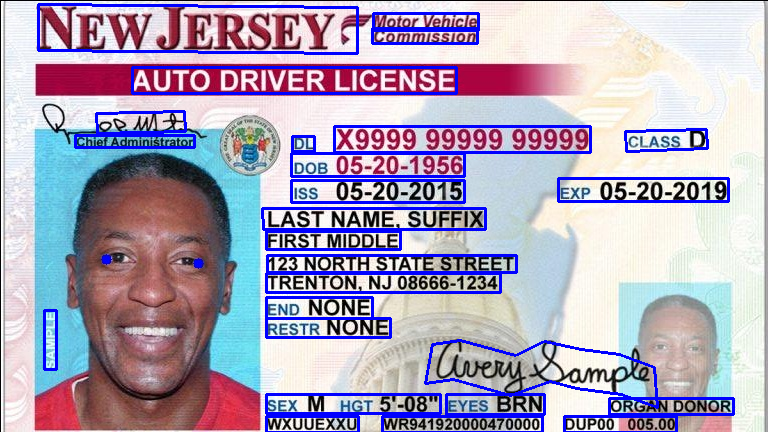 NEW JERSEY
Motor Vehicle
Commission
AUTO DRIVER LICENSE
Chief Administrator
DL X9999 99999 99999 CLASS D
DOB 05-20-1956
ISS 05-20-2015 EXP 05-20-2019
LAST NAME, SUFFIX
FIRST MIDDLE
123 NORTH STATE STREET
TRENTON, NJ 08666-1234
END NONE
RESTR NONE
SAMPLE
Avery Sample
SEX M HGT 5'-08" EYES BRN
ORGAN DONOR
WXUUEXXU WR941920000470000 DUP00 005.00